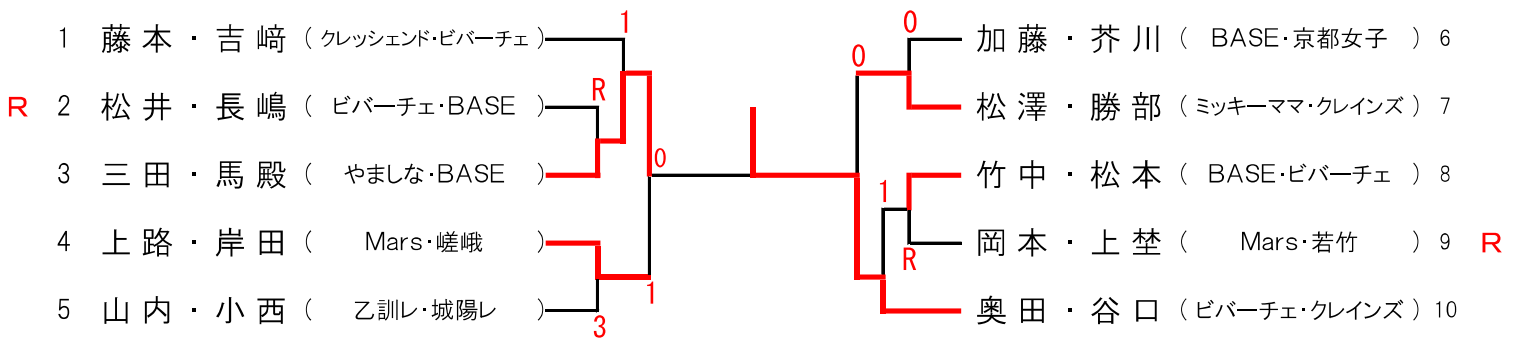 1 藤本・吉﨑 (クレッシェンド・ビバーチェ)
R 2 松井・長嶋 (ビバーチェ・BASE)
3 三田・馬殿 (やましな・BASE)
4 上路・岸田 (Mars・嵯峨)
5 山内・小西 (乙訓レ・城陽レ)
1
R
0
1
3
0
0
1
R
加藤・芥川 (BASE・京都女子) 6
松澤・勝部 (ミッキーママ・クレインズ) 7
竹中・松本 (BASE・ビバーチェ) 8
岡本・上埜 (Mars・若竹) 9 R
奥田・谷口 (ビバーチェ・クレインズ) 10